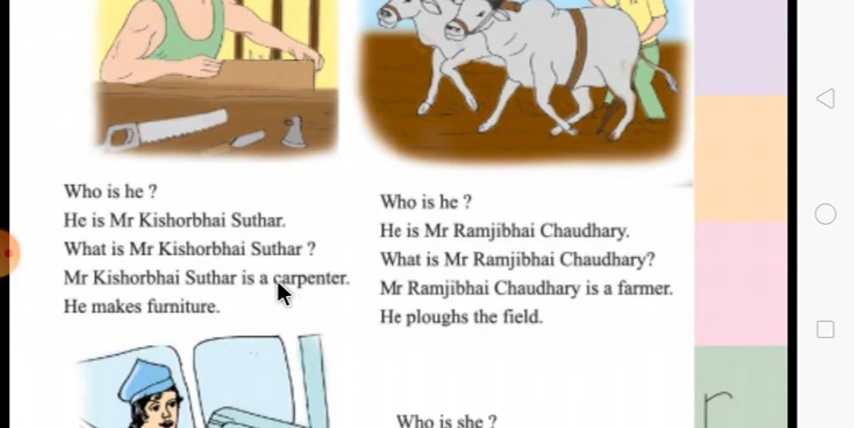 Who is he ?
He is Mr Kishorbhai Suthar.
What is Mr Kishorbhai Suthar ?
Mr Kishorbhai Suthar is a carpenter.
He makes furniture.
Who is he ?
He is Mr Ramjibhai Chaudhary.
What is Mr Ramjibhai Chaudhary?
Mr Ramjibhai Chaudhary is a farmer.
He ploughs the field.
Who is she ?